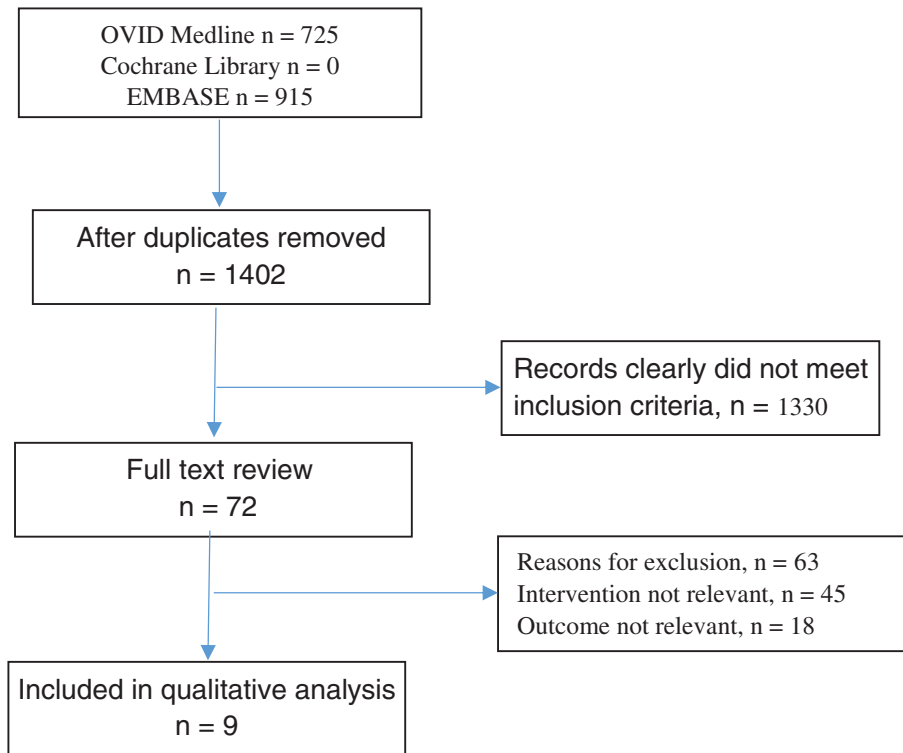 OVID Medline n = 725
Cochrane Library n = 0
EMBASE n = 915
After duplicates removed
n = 1402
Records clearly did not meet
inclusion criteria, n = 1330
Full text review
n = 72
Reasons for exclusion, n = 63
Intervention not relevant, n = 45
Outcome not relevant, n = 18
Included in qualitative analysis
n = 9